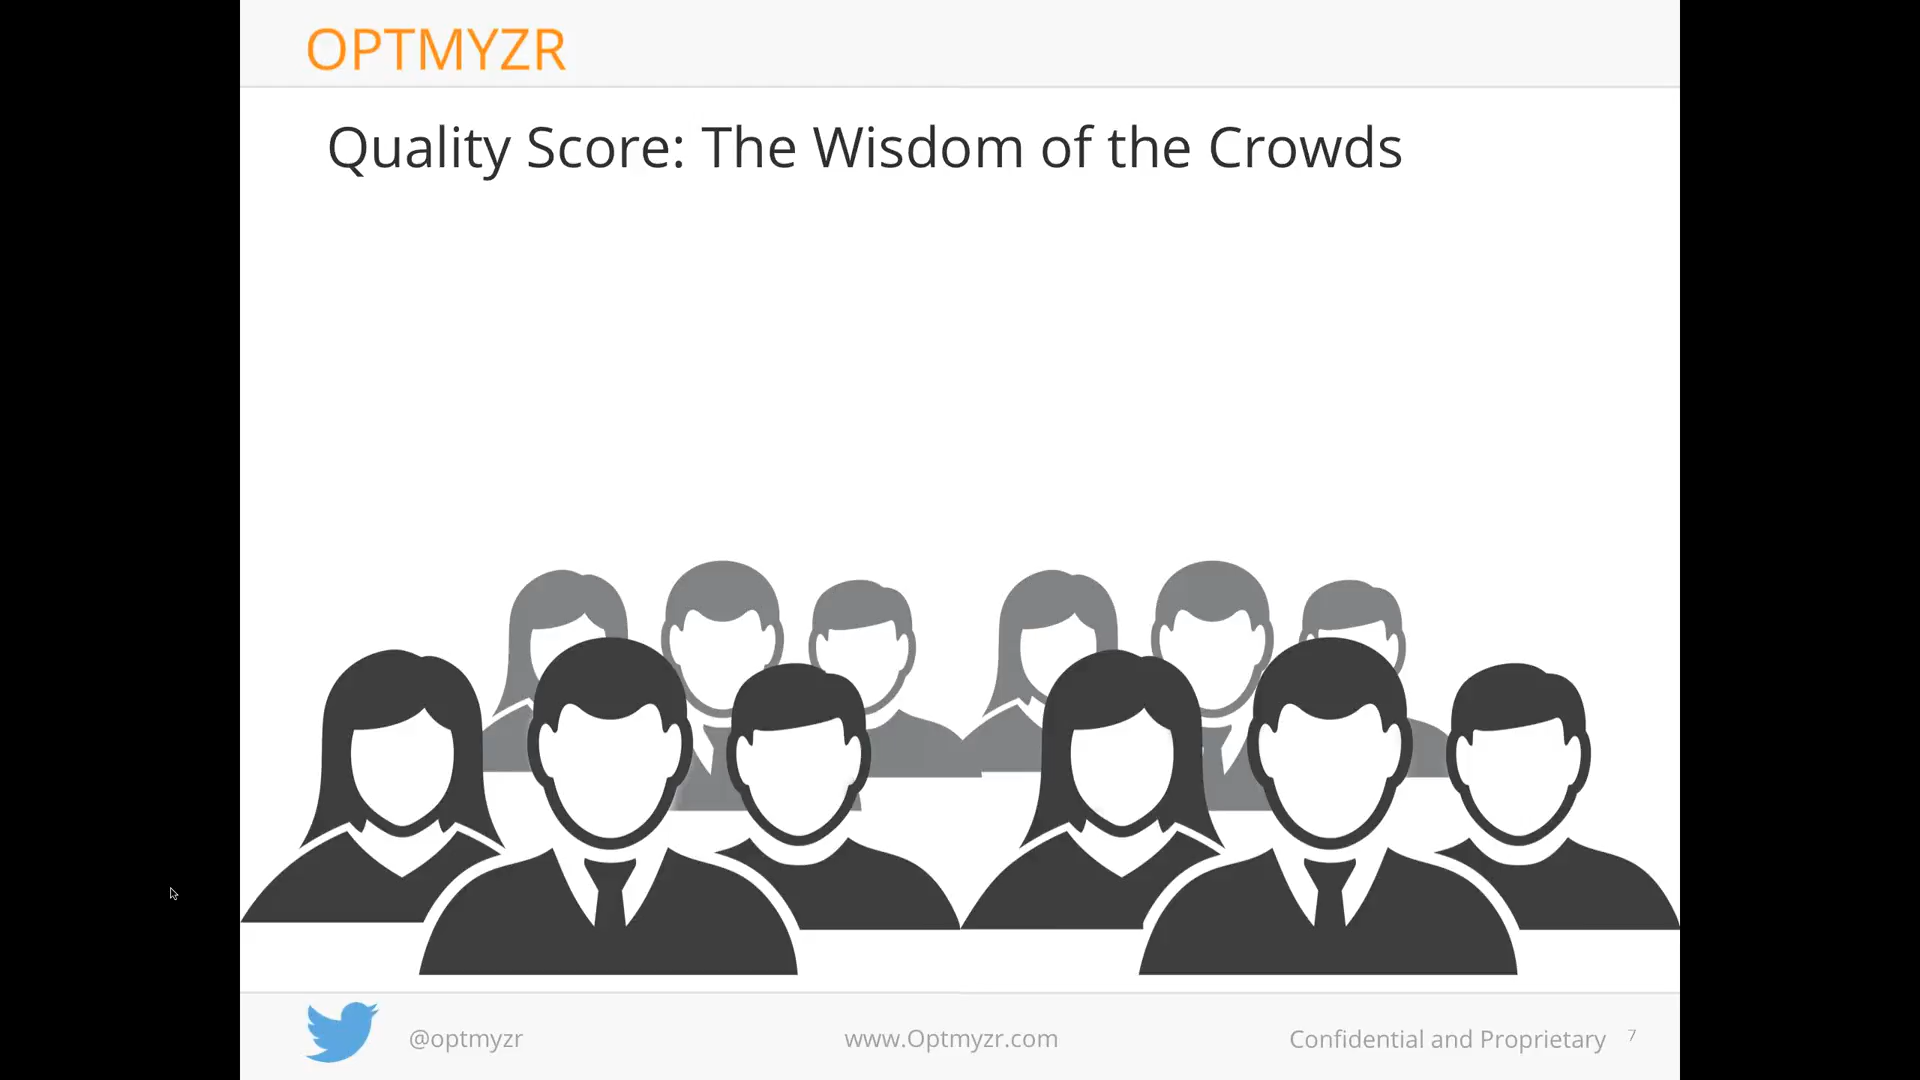 OPTMYZR
Quality Score: The Wisdom of the Crowds
@optmyzr
www.Optmyzr.com
Confidential and Proprietary 7